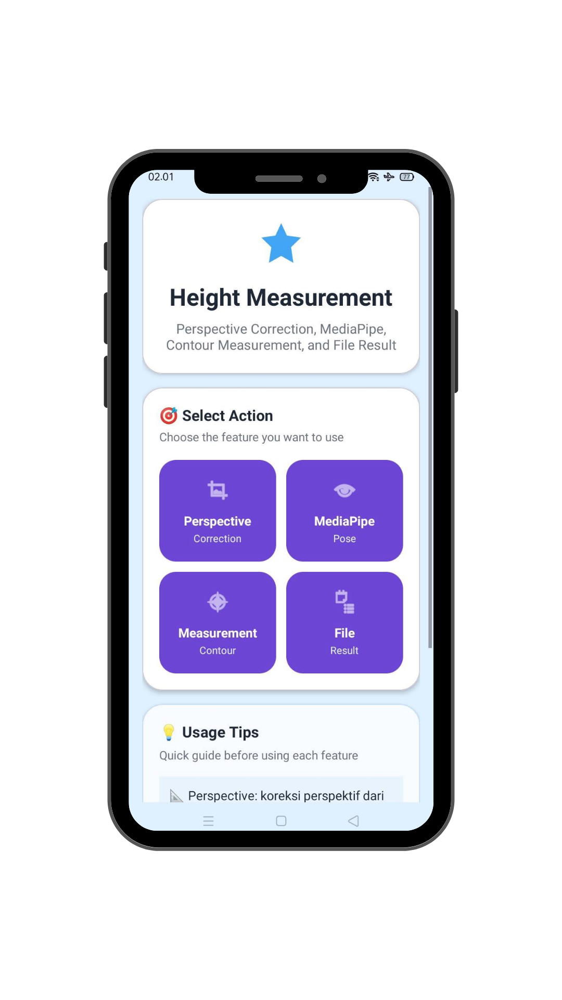 02.01
77
Height Measurement
Perspective Correction, MediaPipe,
Contour Measurement, and File Result
🎯 Select Action
Choose the feature you want to use
Perspective
Correction
MediaPipe
Pose
Measurement
Contour
File
Result
💡 Usage Tips
Quick guide before using each feature
📐 Perspective: koreksi perspektif dari